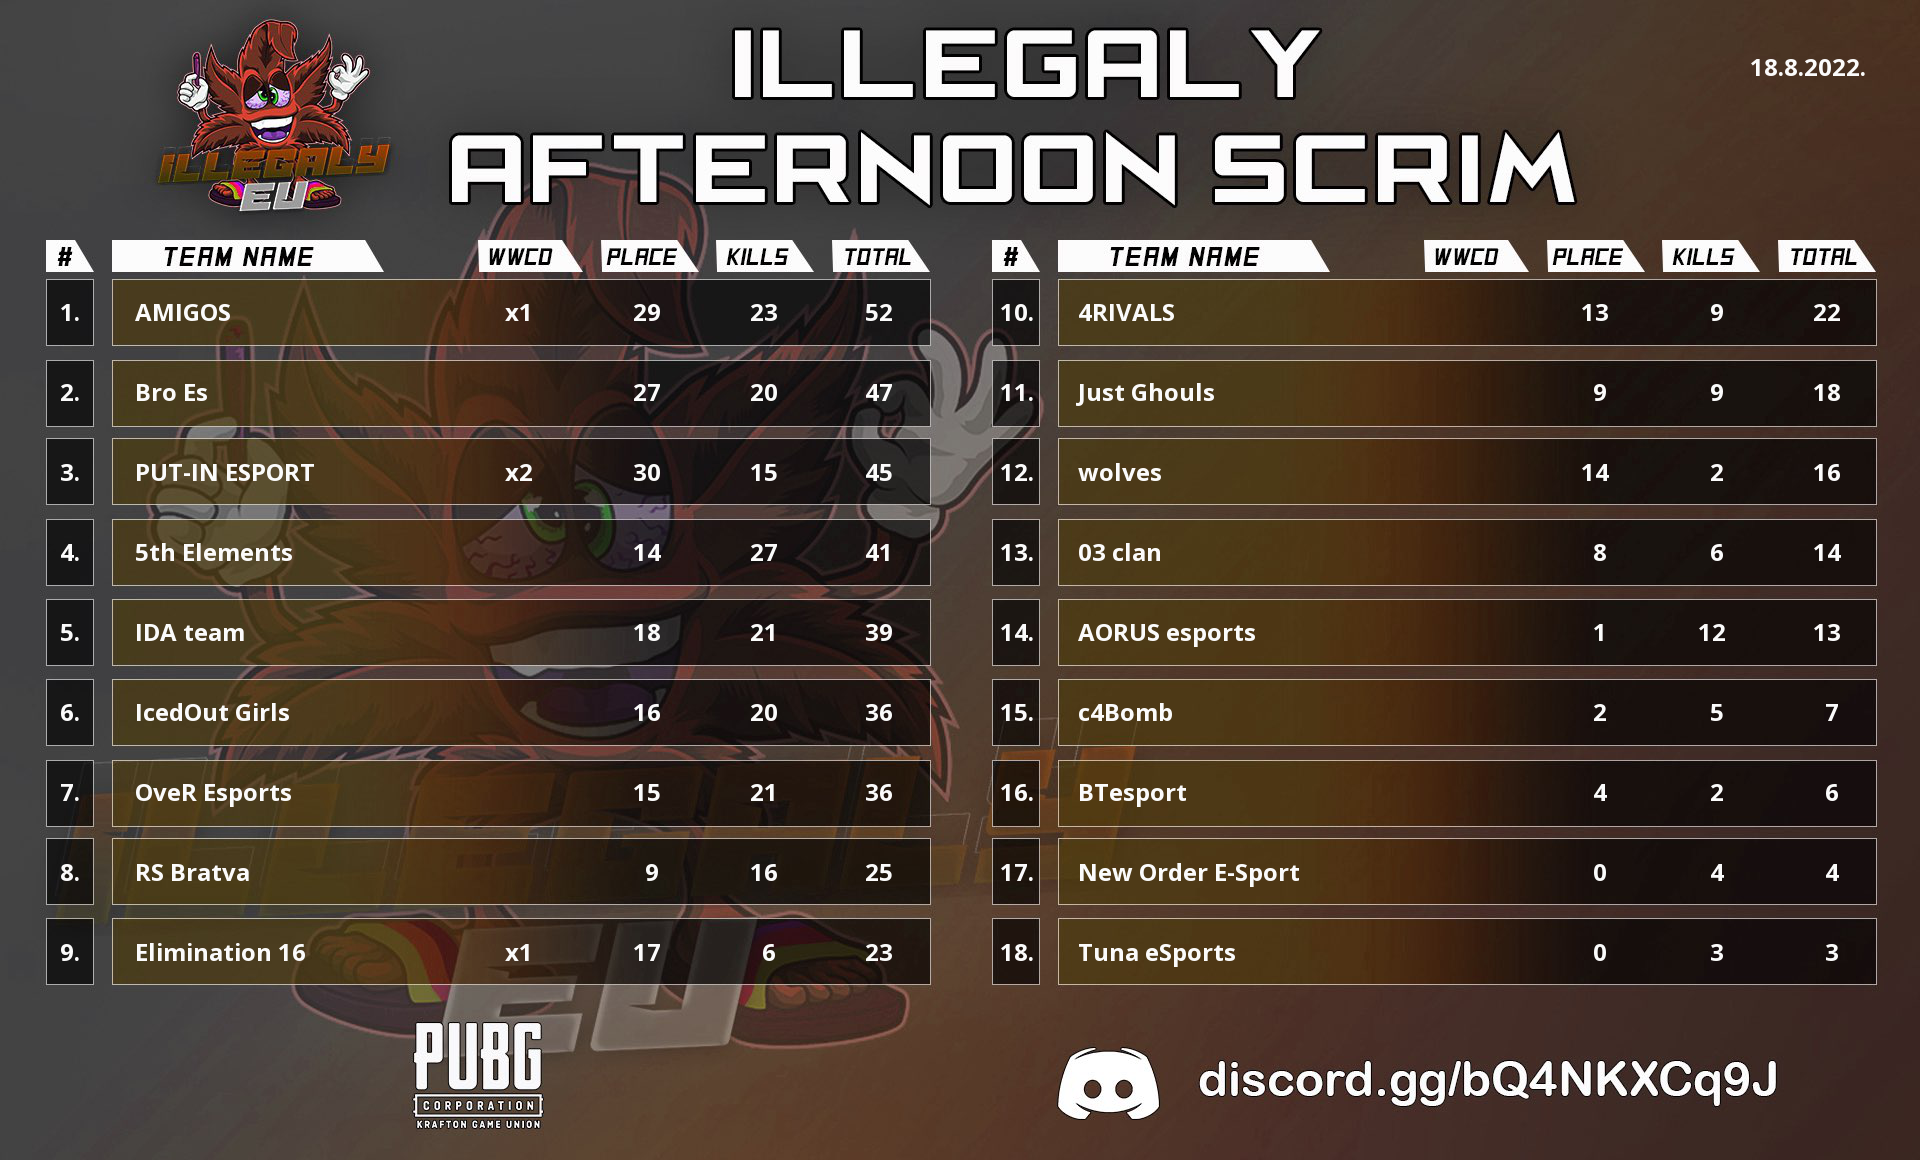 ILLEGALY
AFTERNOON SCRIM
18.8.2022.
ILLEGALY
EU
# TEAM NAME WWCD PLACE KILLS TOTAL
1. AMIGOS x1 29 23 52
2. Bro Es 27 20 47
3. PUT-IN ESPORT x2 30 15 45
4. 5th Elements 14 27 41
5. IDA team 18 21 39
6. IcedOut Girls 16 20 36
7. OveR Esports 15 21 36
8. RS Bratva 9 16 25
9. Elimination 16 x1 17 6 23
# TEAM NAME WWCD PLACE KILLS TOTAL
10. 4RIVALS 13 9 22
11. Just Ghouls 9 9 18
12. wolves 14 2 16
13. 03 clan 8 6 14
14. AORUS esports 1 12 13
15. c4Bomb 2 5 7
16. BTesport 4 2 6
17. New Order E-Sport 0 4 4
18. Tuna eSports 0 3 3
ILLEGALY
EU
PUBG
CORPORATION
KRAFTON GAME UNION
discord.gg/bQ4NKXCq9J